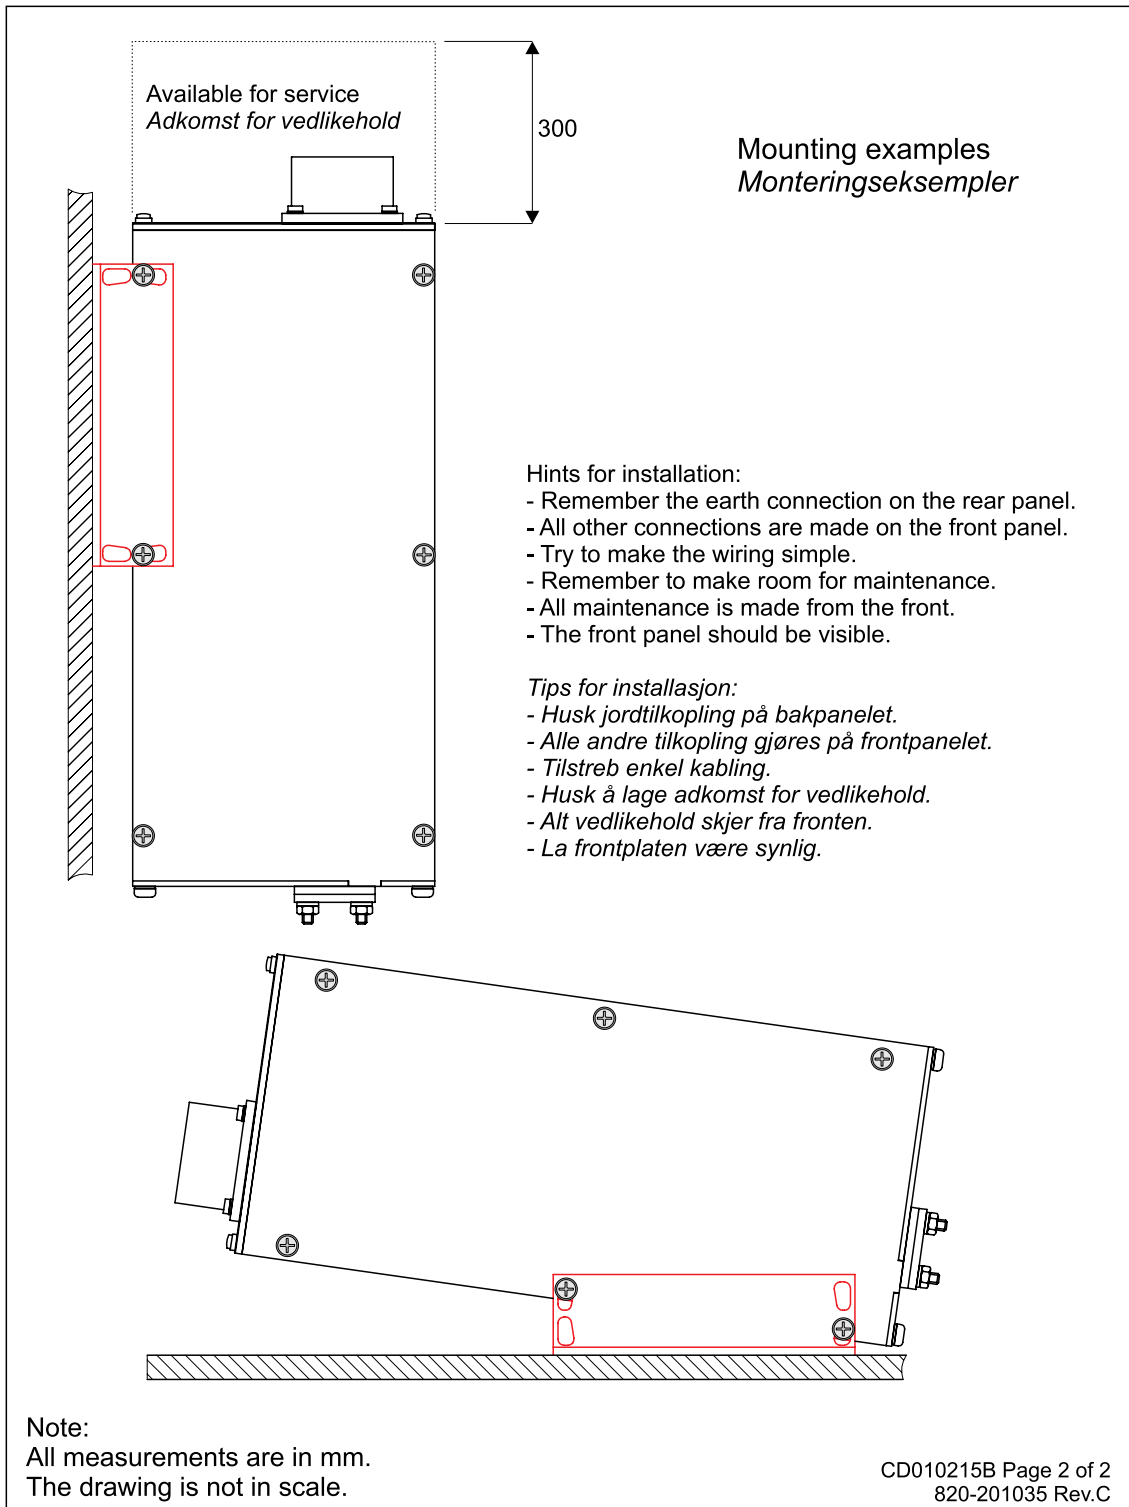 Available for service
Adkomst for vedlikehold
300
Mounting examples
Monteringseksempler
Hints for installation:
- Remember the earth connection on the rear panel.
- All other connections are made on the front panel.
- Try to make the wiring simple.
- Remember to make room for maintenance.
- All maintenance is made from the front.
- The front panel should be visible.
Tips for installasjon:
- Husk jordtilkopling på bakpanelet.
- Alle andre tilkopling gjøres på frontpanelet.
- Tilstreb enkel kabling.
- Husk å lage adkomst for vedlikehold.
- Alt vedlikehold skjer fra fronten.
- La frontplaten være synlig.
Note:
All measurements are in mm.
The drawing is not in scale.
CD010215B Page 2 of 2
820-201035 Rev.C